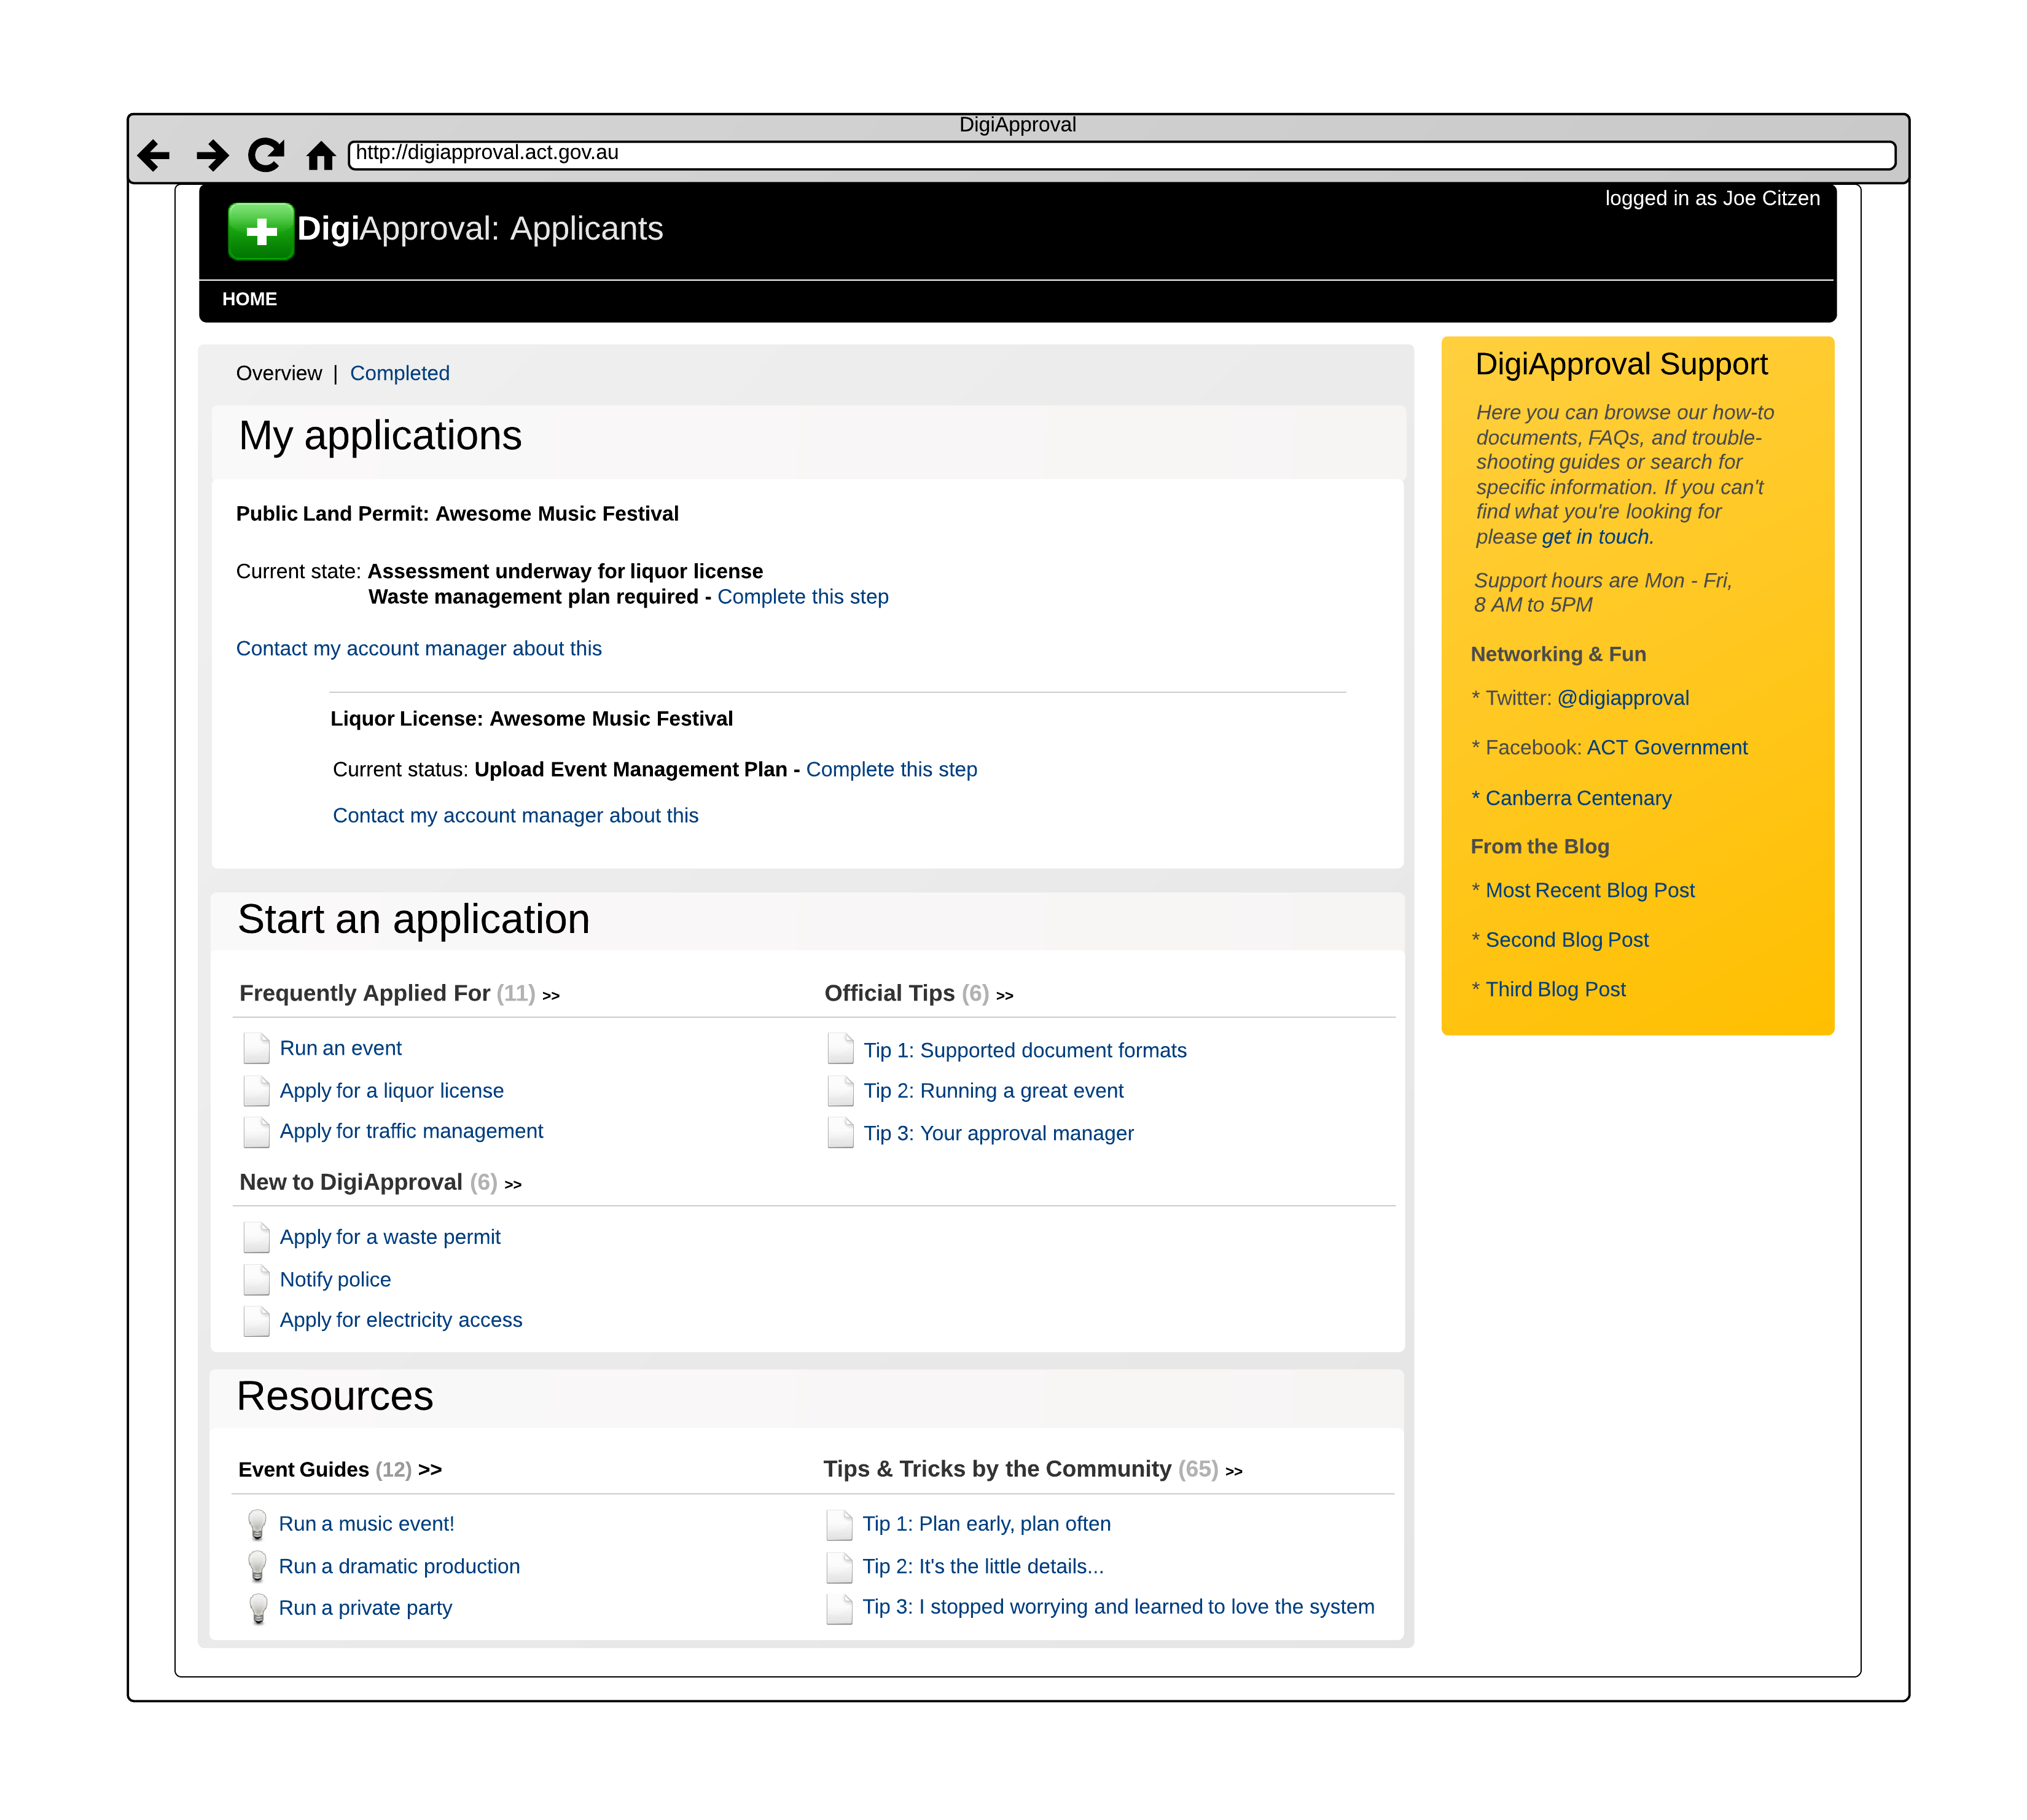 DigiApproval
http://digiapproval.act.gov.au
logged in as Joe Citzen
DigiApproval: Applicants
HOME
Overview | Completed
My applications
Public Land Permit: Awesome Music Festival
Current state: Assessment underway for liquor license
Waste management plan required - Complete this step
Contact my account manager about this
Liquor License: Awesome Music Festival
Current status: Upload Event Management Plan - Complete this step
Contact my account manager about this
Start an application
Frequently Applied For (11) >>
Run an event
Apply for a liquor license
Apply for traffic management
Official Tips (6) >>
Tip 1: Supported document formats
Tip 2: Running a great event
Tip 3: Your approval manager
New to DigiApproval (6) >>
Apply for a waste permit
Notify police
Apply for electricity access
Resources
Event Guides (12) >>
Run a music event!
Run a dramatic production
Run a private party
Tips & Tricks by the Community (65) >>
Tip 1: Plan early, plan often
Tip 2: It's the little details...
Tip 3: I stopped worrying and learned to love the system
DigiApproval Support
Here you can browse our how-to
documents, FAQs, and trouble-
shooting guides or search for
specific information. If you can't
find what you're looking for
please get in touch.
Support hours are Mon - Fri,
8 AM to 5PM
Networking & Fun
* Twitter: @digiapproval
* Facebook: ACT Government
* Canberra Centenary
From the Blog
* Most Recent Blog Post
* Second Blog Post
* Third Blog Post